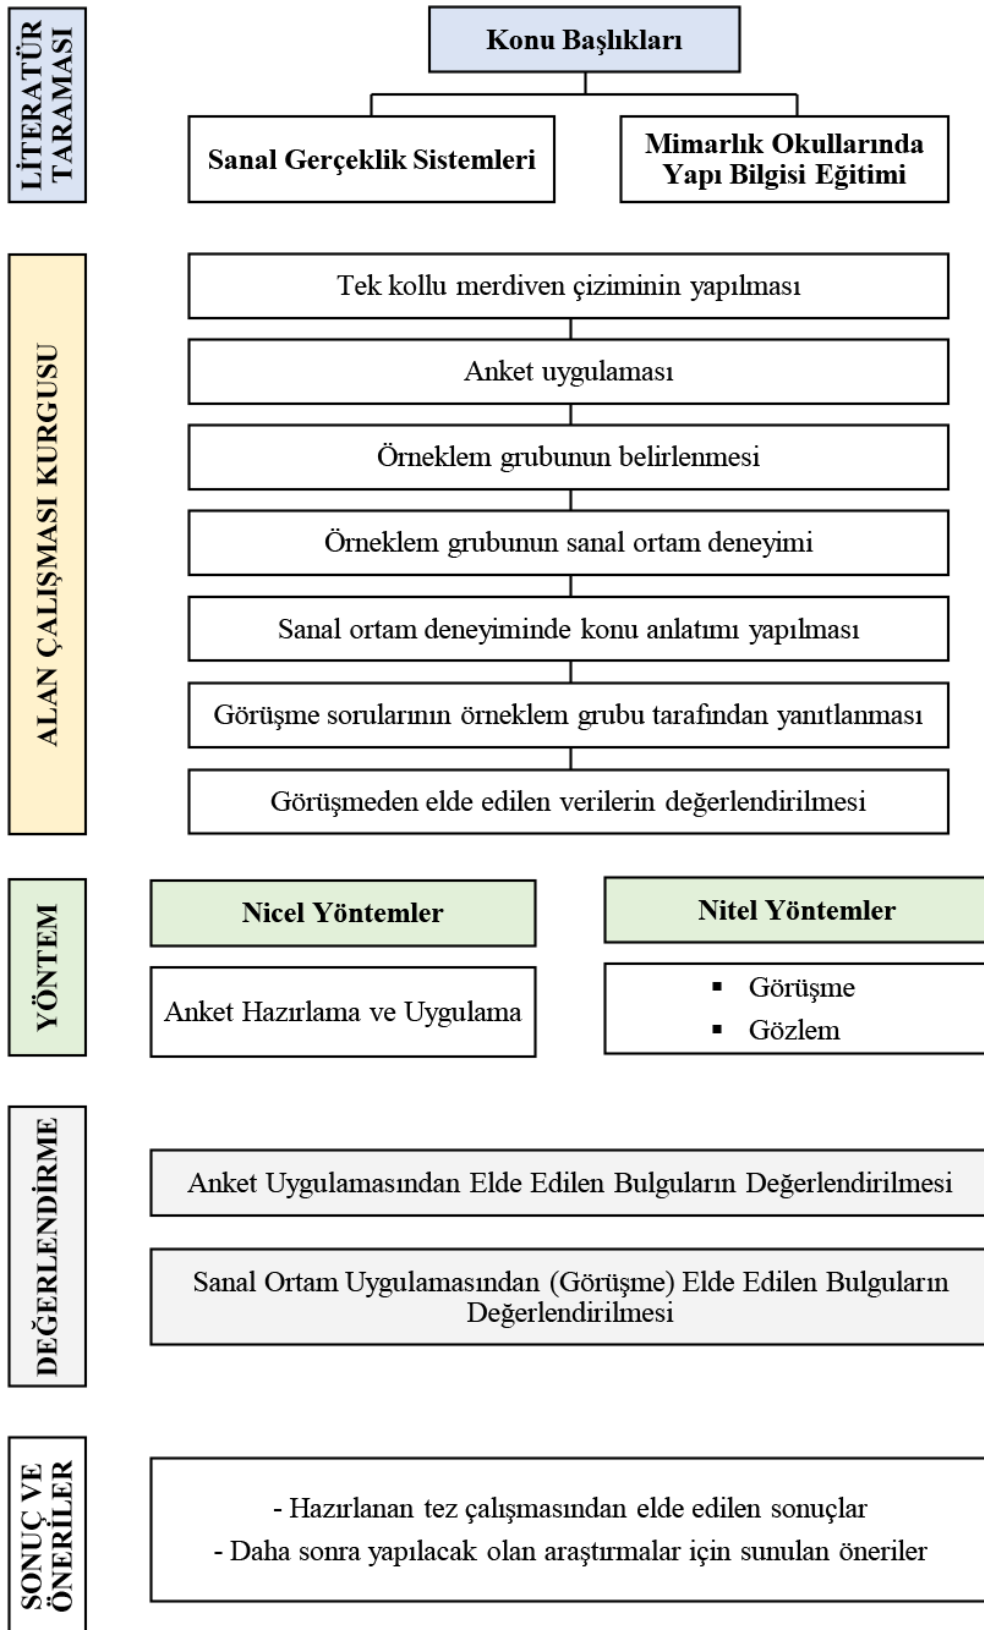 LİTERATÜR
TARAMASI
Konu Başlıkları
Sanal Gerçeklik Sistemleri
Mimarlık Okullarında
Yapı Bilgisi Eğitimi
ALAN ÇALIŞMASI KURGUSU
Tek kollu merdiven çiziminin yapılması
Anket uygulaması
Örneklem grubunun belirlenmesi
Örneklem grubunun sanal ortam deneyimi
Sanal ortam deneyiminde konu anlatımı yapılması
Görüşme sorularının örneklem grubu tarafından yanıtlanması
Görüşmeden elde edilen verilerin değerlendirilmesi
YÖNTEM
Nicel Yöntemler
Anket Hazırlama ve Uygulama
Nitel Yöntemler
▪ Görüşme
▪ Gözlem
DEĞERLENDİRME
Anket Uygulamasından Elde Edilen Bulguların Değerlendirilmesi
Sanal Ortam Uygulamasından (Görüşme) Elde Edilen Bulguların
Değerlendirilmesi
SONUÇ VE
ÖNERİLER
- Hazırlanan tez çalışmasından elde edilen sonuçlar
- Daha sonra yapılacak olan araştırmalar için sunulan öneriler